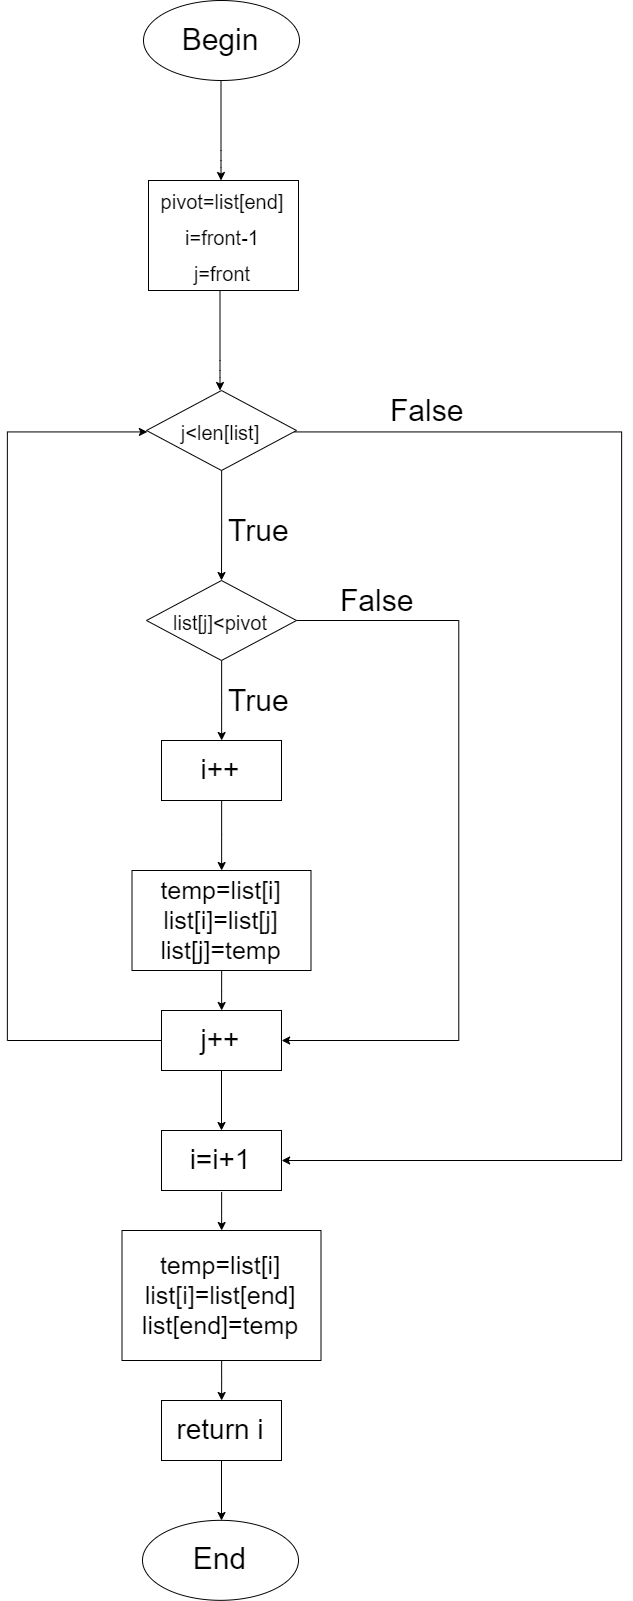 Begin
pivot=list[end]
i=front-1
j=front
j<len[list]
False
True
list[j]<pivot
False
True
i++
temp=list[i]
list[i]=list[j]
list[j]=temp
j++
i=i+1
temp=list[i]
list[i]=list[end]
list[end]=temp
return i
End